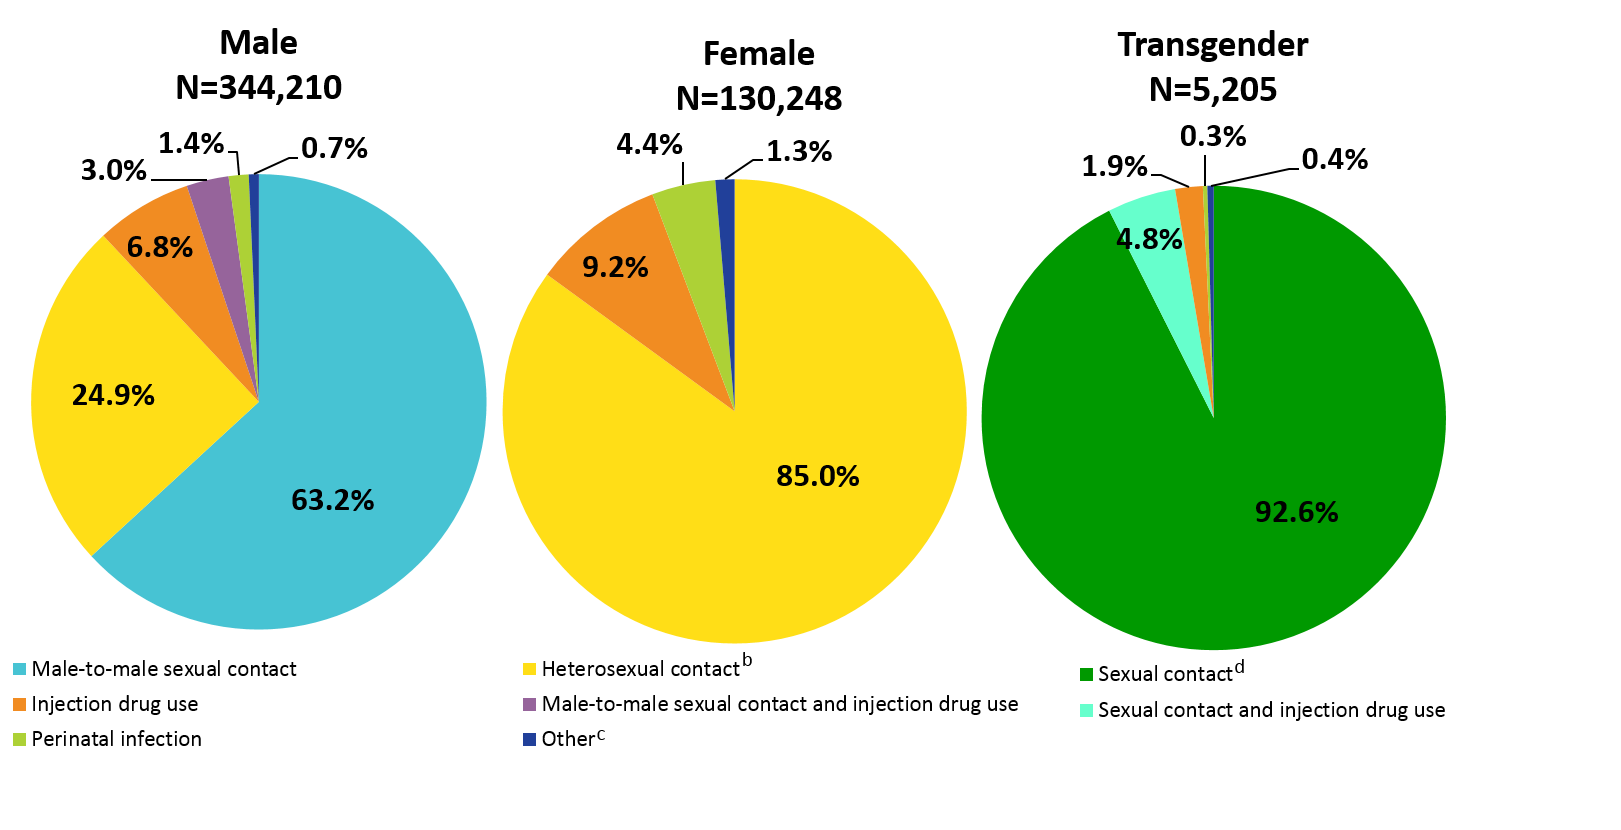 Male
N=344,210
Female
N=130,248
Transgender
N=5,205
1.4%
0.7%
3.0%
6.8%
24.9%
63.2%
4.4%
1.3%
9.2%
85.0%
0.3%
0.4%
1.9%
4.8%
92.6%
Male-to-male sexual contact
Injection drug use
Perinatal infection
Heterosexual contactb
Male-to-male sexual contact and injection drug use
Otherc
Sexual contactd
Sexual contact and injection drug use